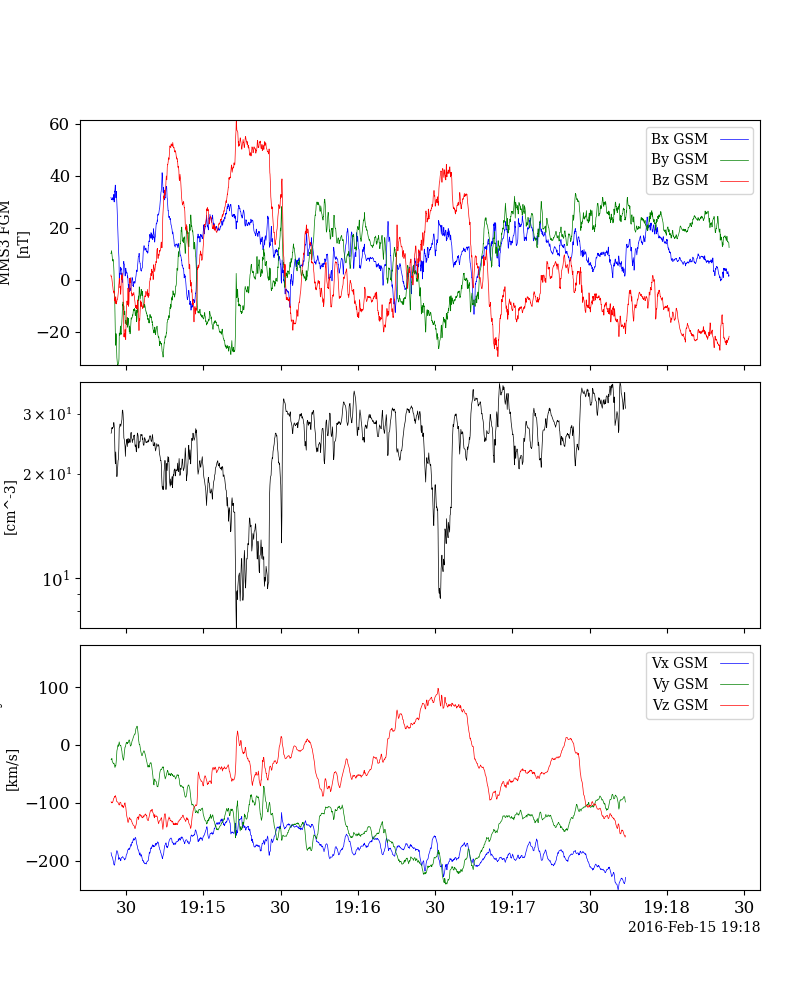 60
40
20
0
−20
MMS3 FGM
[nT]
Bx GSM
By GSM
Bz GSM
3 × 10¹
2 × 10¹
10¹
[cm^-3]
100
0
−100
−200
[km/s]
Vx GSM
Vy GSM
Vz GSM
30 19:15 30 19:16 30 19:17 30 19:18 30
2016-Feb-15 19:18